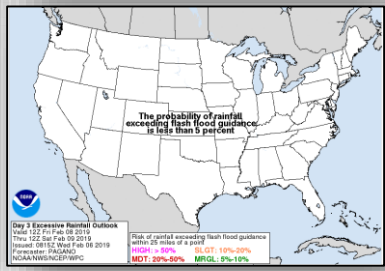 The probability of rainfall
exceeding flash flood guidance
is less than 5 percent
NOAA
Day 3 Excessive Rainfall Outlook
Valid 12Z Fri Feb 08 2019
Thru 12Z Sat Feb 09 2019
Issued: 0815Z Wed Feb 06 2019
Forecaster: PAGANO
NOAA/NWS/NCEP/WPC
Risk of rainfall exceeding flash flood guidance
within 25 miles of a point
HIGH: > 50% SLGT: 10%-20%
MDT: 20%-50% MRGL: 5%-10%